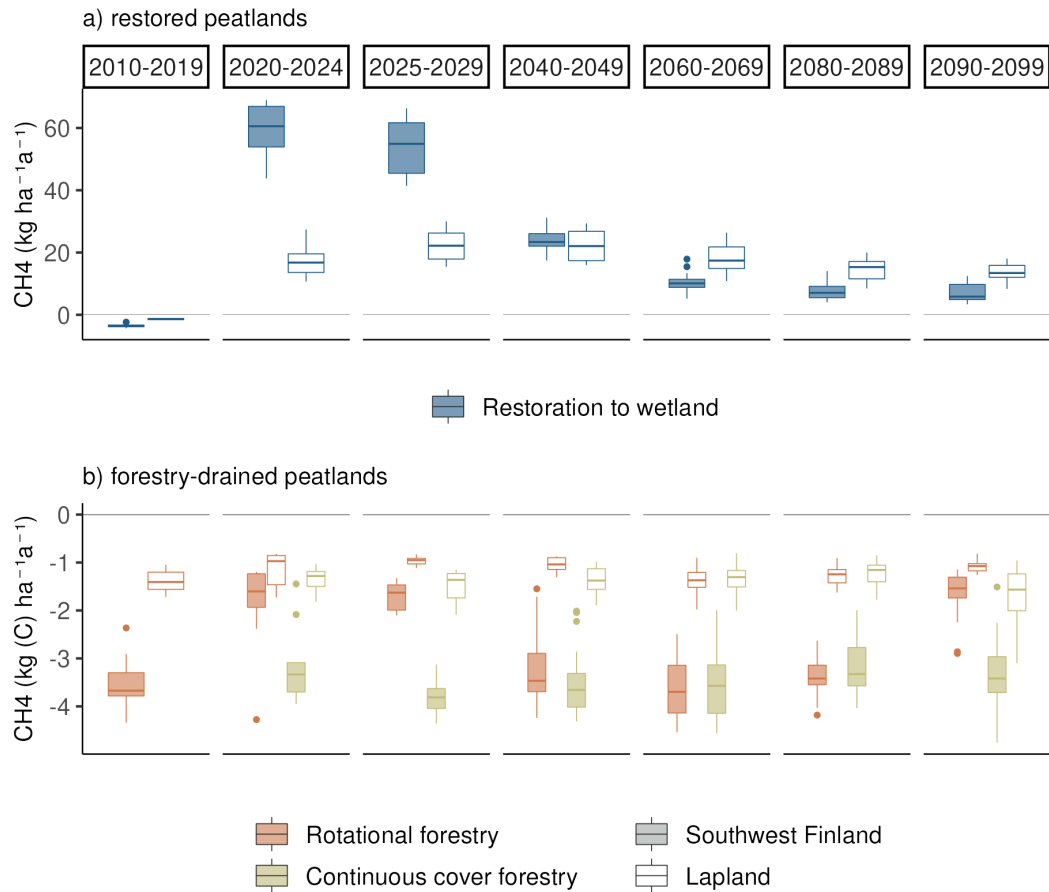 a) restored peatlands
2010-2019 2020-2024 2025-2029 2040-2049 2060-2069 2080-2089 2090-2099
CH4 (kg ha⁻¹a⁻¹)
60
40
20
0
Restoration to wetland
b) forestry-drained peatlands
CH4 (kg (C) ha⁻¹a⁻¹)
0
-1
-2
-3
-4
Rotational forestry Southwest Finland
Continuous cover forestry Lapland